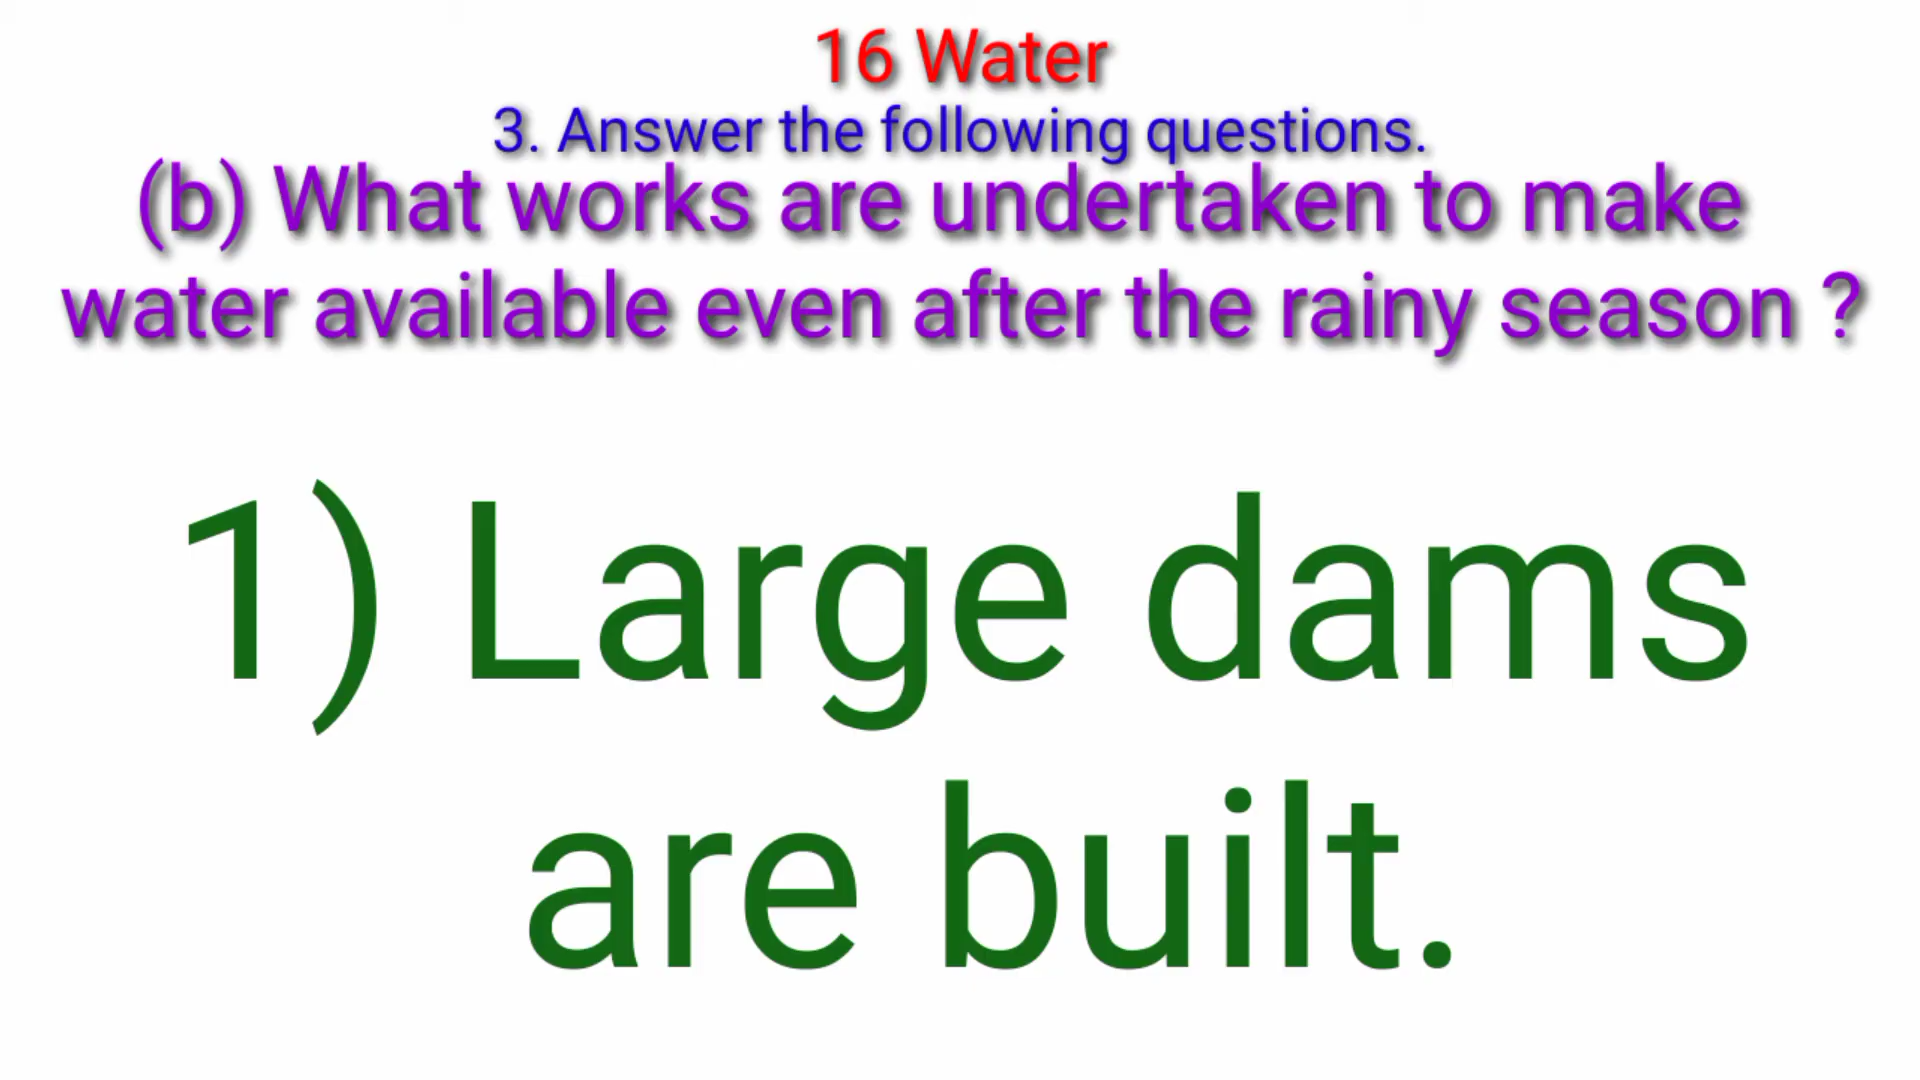 16 Water
3. Answer the following questions.
(b) What works are undertaken to make
water available even after the rainy season ?
1) Large dams
are built.